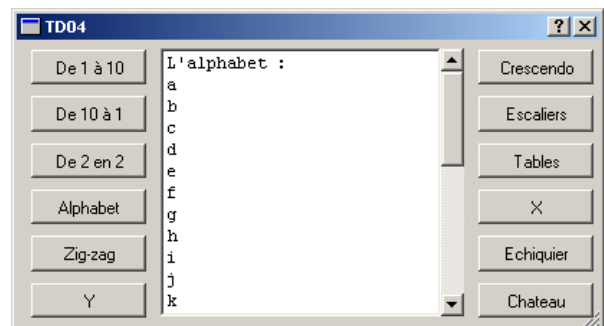 TD04
De 1 à 10
De 10 à 1
De 2 en 2
Alphabet
Zig-zag
Y
L'alphabet :
a
b
c
d
e
f
g
h
i
j
k
Crescendo
Escaliers
Tables
X
Echiquier
Chateau